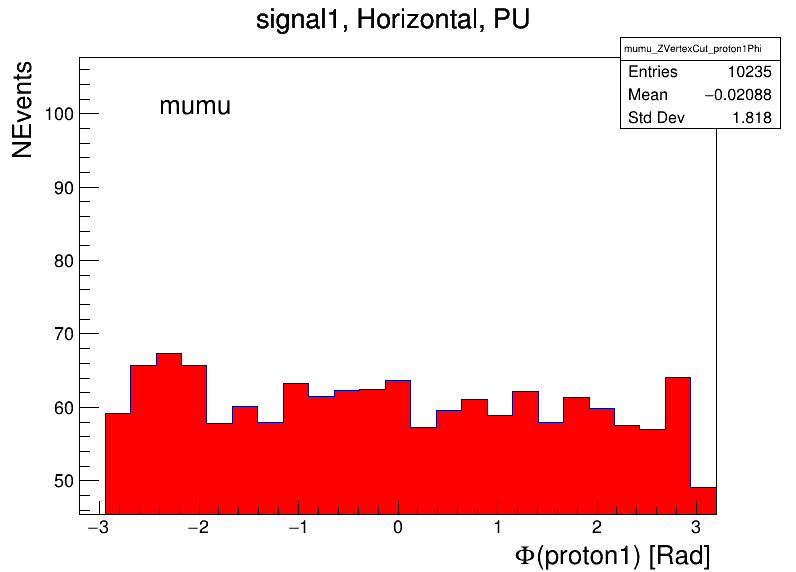 signal1, Horizontal, PU
mumu_ZVertexCut_proton1Phi
Entries 10235
Mean −0.02088
Std Dev 1.818
NEvents
mumu
100
90
80
70
60
50
−3 −2 −1 0 1 2 3
Φ(proton1) [Rad]